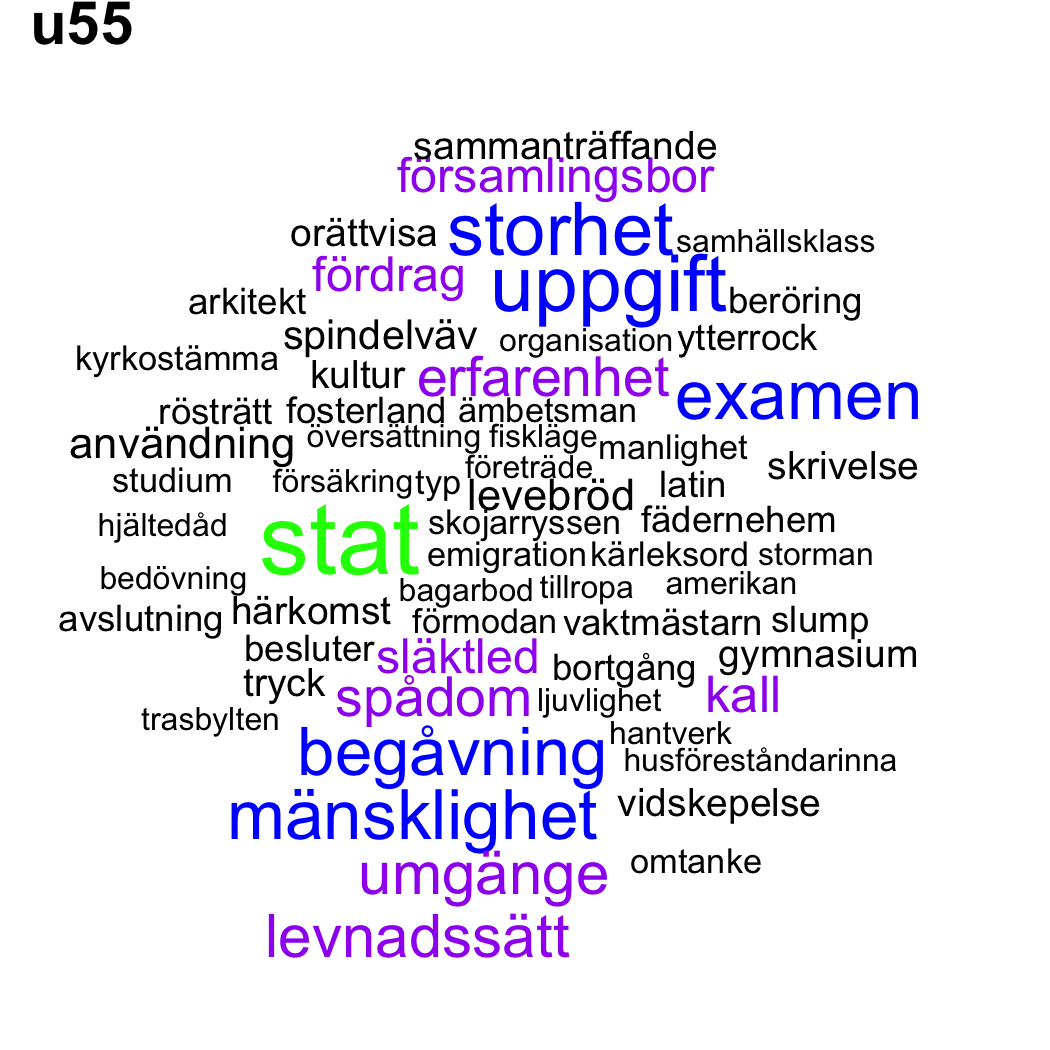 u55
sammanträffande
församlingsbor
orättvisa storhet samhällsklass
fördrag uppgift
arkitekt beröring
spindelväv organisation ytterrock
kyrkostämma kultur erfarenhet examen
rösträtt fosterland ämbetsman
användning översättning fiskläge manlighet
studium försäkring typ företräde levebröd latin skrivelse
hjältedåd stat skojarryssen fädernehem
emigration kärleksord storman
bedövning bagarbod tillropa amerikan
avslutning härkomst förmodan vaktmästarn slump
besluter släktled bortgång gymnasium
tryck spådom ljuvlighet kall
trasbylten
begåvning hantverk
husföreståndarinna
mänsklighet vidskepelse
umgänge omtanke
levnadssätt